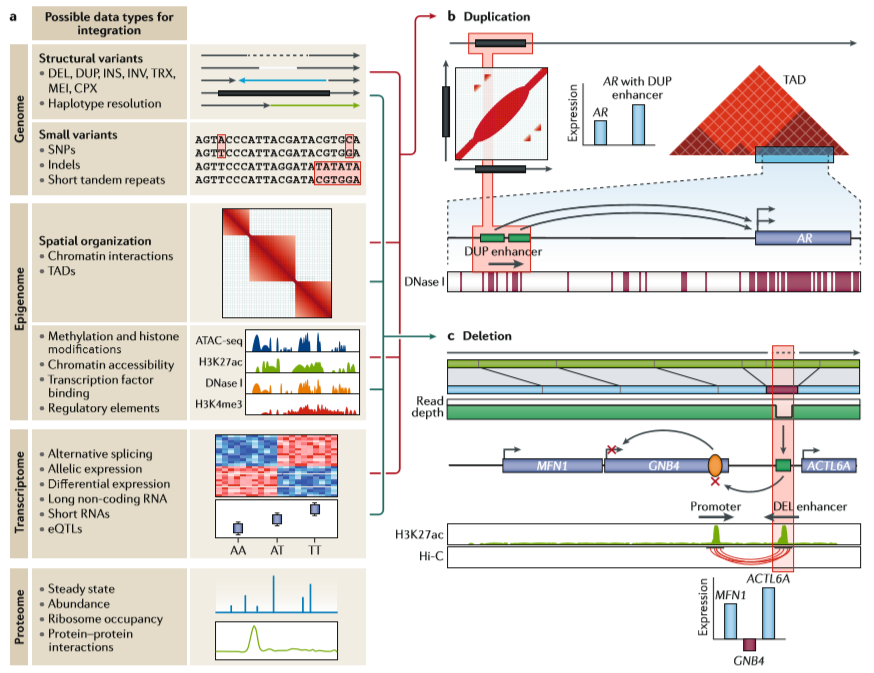 a
Possible data types for
integration
Genome
Structural variants
• DEL, DUP, INS, INV, TRX,
MEI, CPX
• Haplotype resolution
Small variants
• SNPs
• Indels
• Short tandem repeats
AGTACCCATTACGATACGTGCA
AGTTCCCATTACGATACGTGGA
AGTTCCCATTAGGATATATATA
AGTTCCCATTACGATACGTGGA
Epigenome
Spatial organization
• Chromatin interactions
• TADs
• Methylation and histone
modifications
• Chromatin accessibility
• Transcription factor
binding
• Regulatory elements
ATAC-seq
H3K27ac
DNase I
H3K4me3
Transcriptome
• Alternative splicing
• Allelic expression
• Differential expression
• Long non-coding RNA
• Short RNAs
• eQTLs
AA AT TT
Proteome
• Steady state
• Abundance
• Ribosome occupancy
• Protein–protein
interactions
b Duplication
Expression
AR
AR with DUP
enhancer
TAD
DUP enhancer
AR
DNase I
c Deletion
Read
depth
MFN1
GNB4
ACTL6A
Promoter
DEL enhancer
H3K27ac
Hi-C
Expression
MFN1
ACTL6A
GNB4